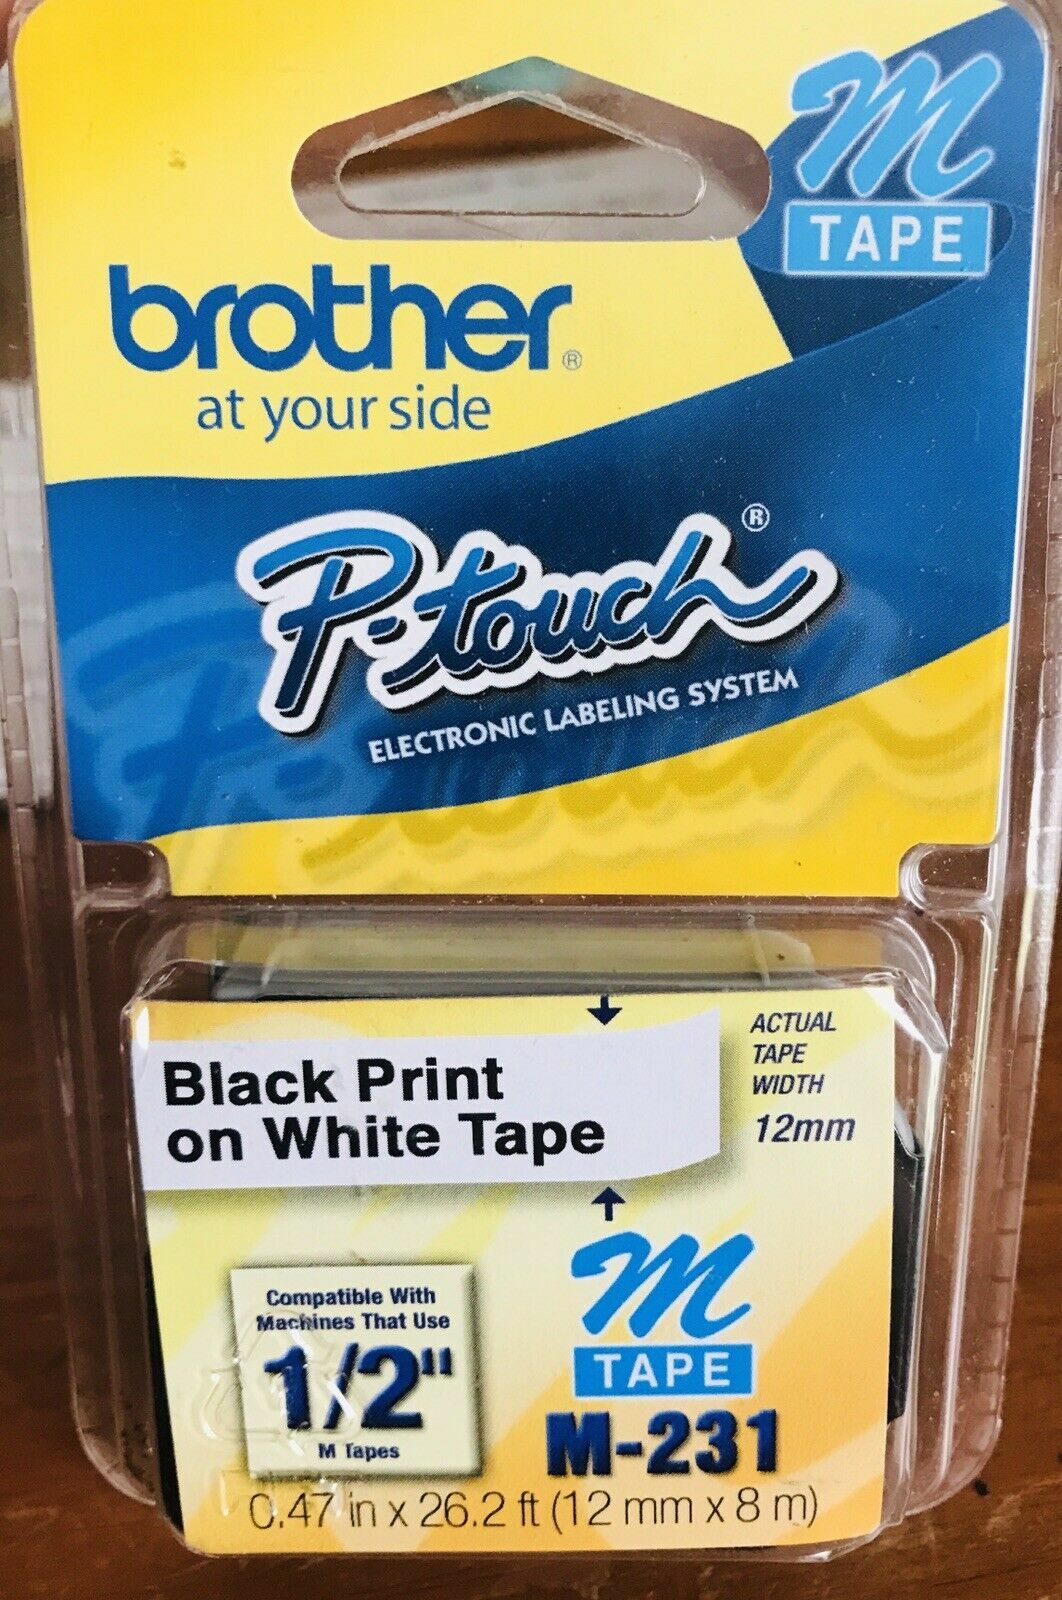 M
TAPE
brother®
at your side
P-touch®
ELECTRONIC LABELING SYSTEM
Black Print
on White Tape
ACTUAL
TAPE
WIDTH
12mm
Compatible With
Machines That Use
1/2"
M Tapes
M
TAPE
M-231
0.47 in x 26.2 ft (12 mm x 8 m)